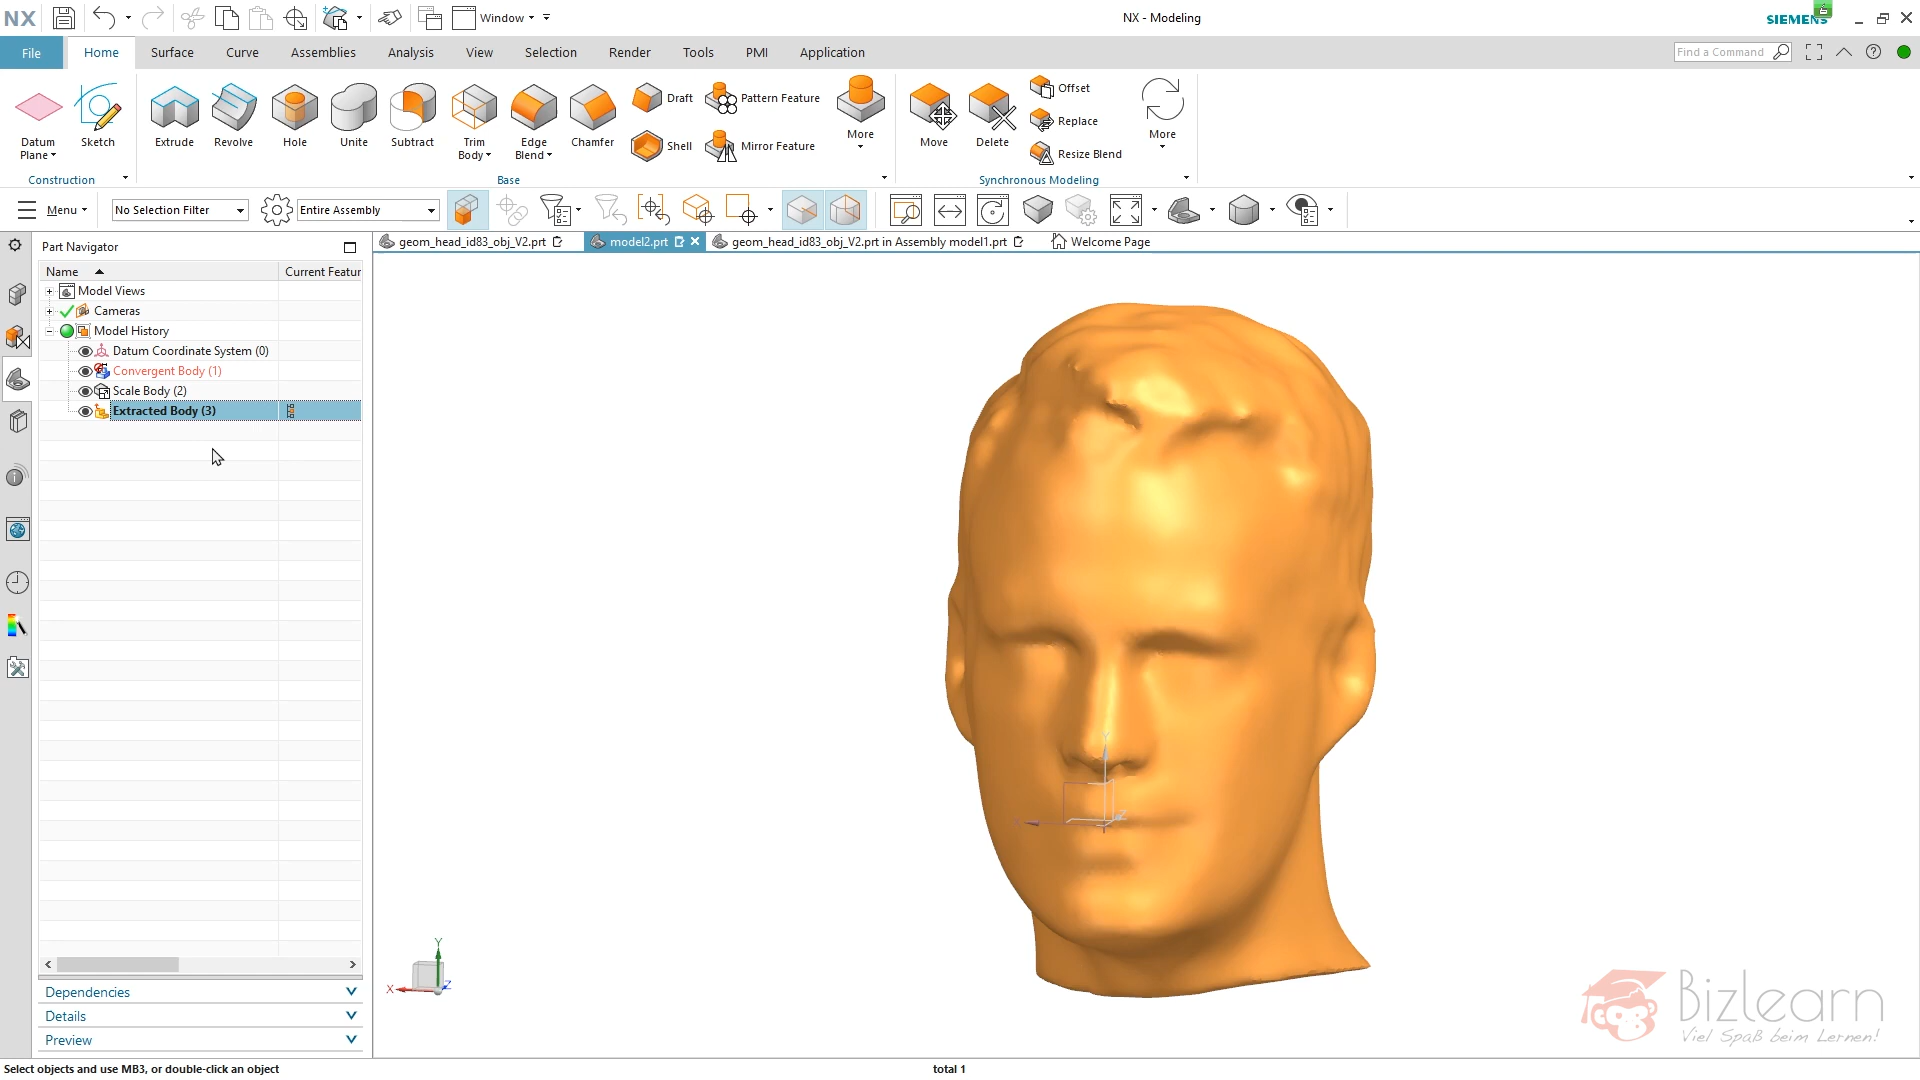 NX
Window
NX - Modeling
SIEMENS
File
Home
Surface
Curve
Assemblies
Analysis
View
Selection
Render
Tools
PMI
Application
Find a Command
Datum Plane
Sketch
Extrude
Revolve
Hole
Unite
Subtract
Trim Body
Edge Blend
Chamfer
Draft
Shell
Pattern Feature
Mirror Feature
More
Move
Delete
Offset
Replace
Resize Blend
More
Construction
Base
Synchronous Modeling
Menu
No Selection Filter
Entire Assembly
Part Navigator
geom_head_id83_obj_V2.prt
model2.prt
geom_head_id83_obj_V2.prt in Assembly model1.prt
Welcome Page
Name
Current Featur
Model Views
Cameras
Model History
Datum Coordinate System (0)
Convergent Body (1)
Scale Body (2)
Extracted Body (3)
Y
X
Z
Dependencies
Details
Preview
Bizlearn
Viel Spaß beim Lernen!
Select objects and use MB3, or double-click an object
total 1